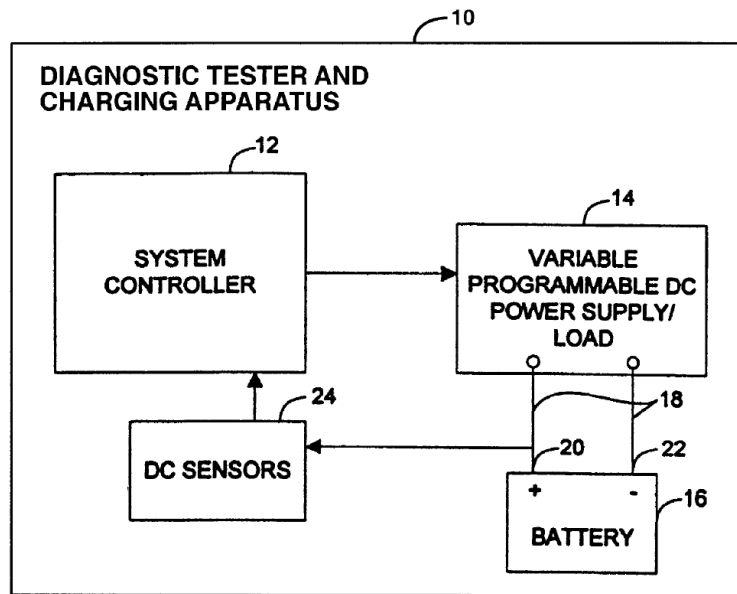 10
DIAGNOSTIC TESTER AND
CHARGING APPARATUS
12
14
SYSTEM
CONTROLLER
VARIABLE
PROGRAMMABLE DC
POWER SUPPLY/
LOAD
24
18
DC SENSORS
20
22
+
-
16
BATTERY